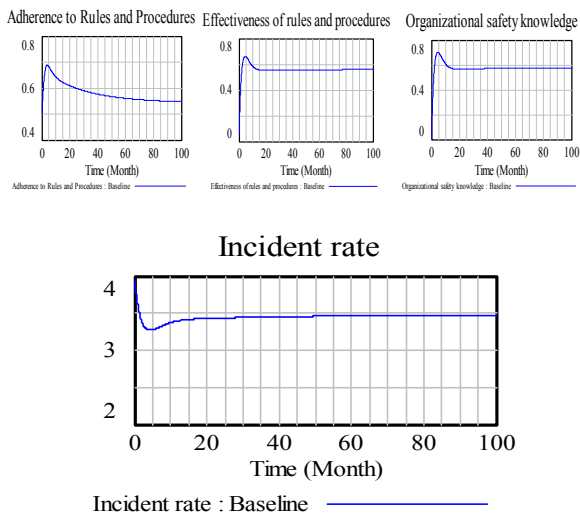 Adherence to Rules and Procedures
0.8
0.6
0.4
0 20 40 60 80 100
Time (Month)
Adherence to Rules and Procedures : Baseline
Effectiveness of rules and procedures
0.8
0.4
0
0 20 40 60 80 100
Time (Month)
Effectiveness of rules and procedures : Baseline
Organizational safety knowledge
0.8
0.4
0
0 20 40 60 80 100
Time (Month)
Organizational safety knowledge : Baseline
Incident rate
4
3
2
0 20 40 60 80 100
Time (Month)
Incident rate : Baseline